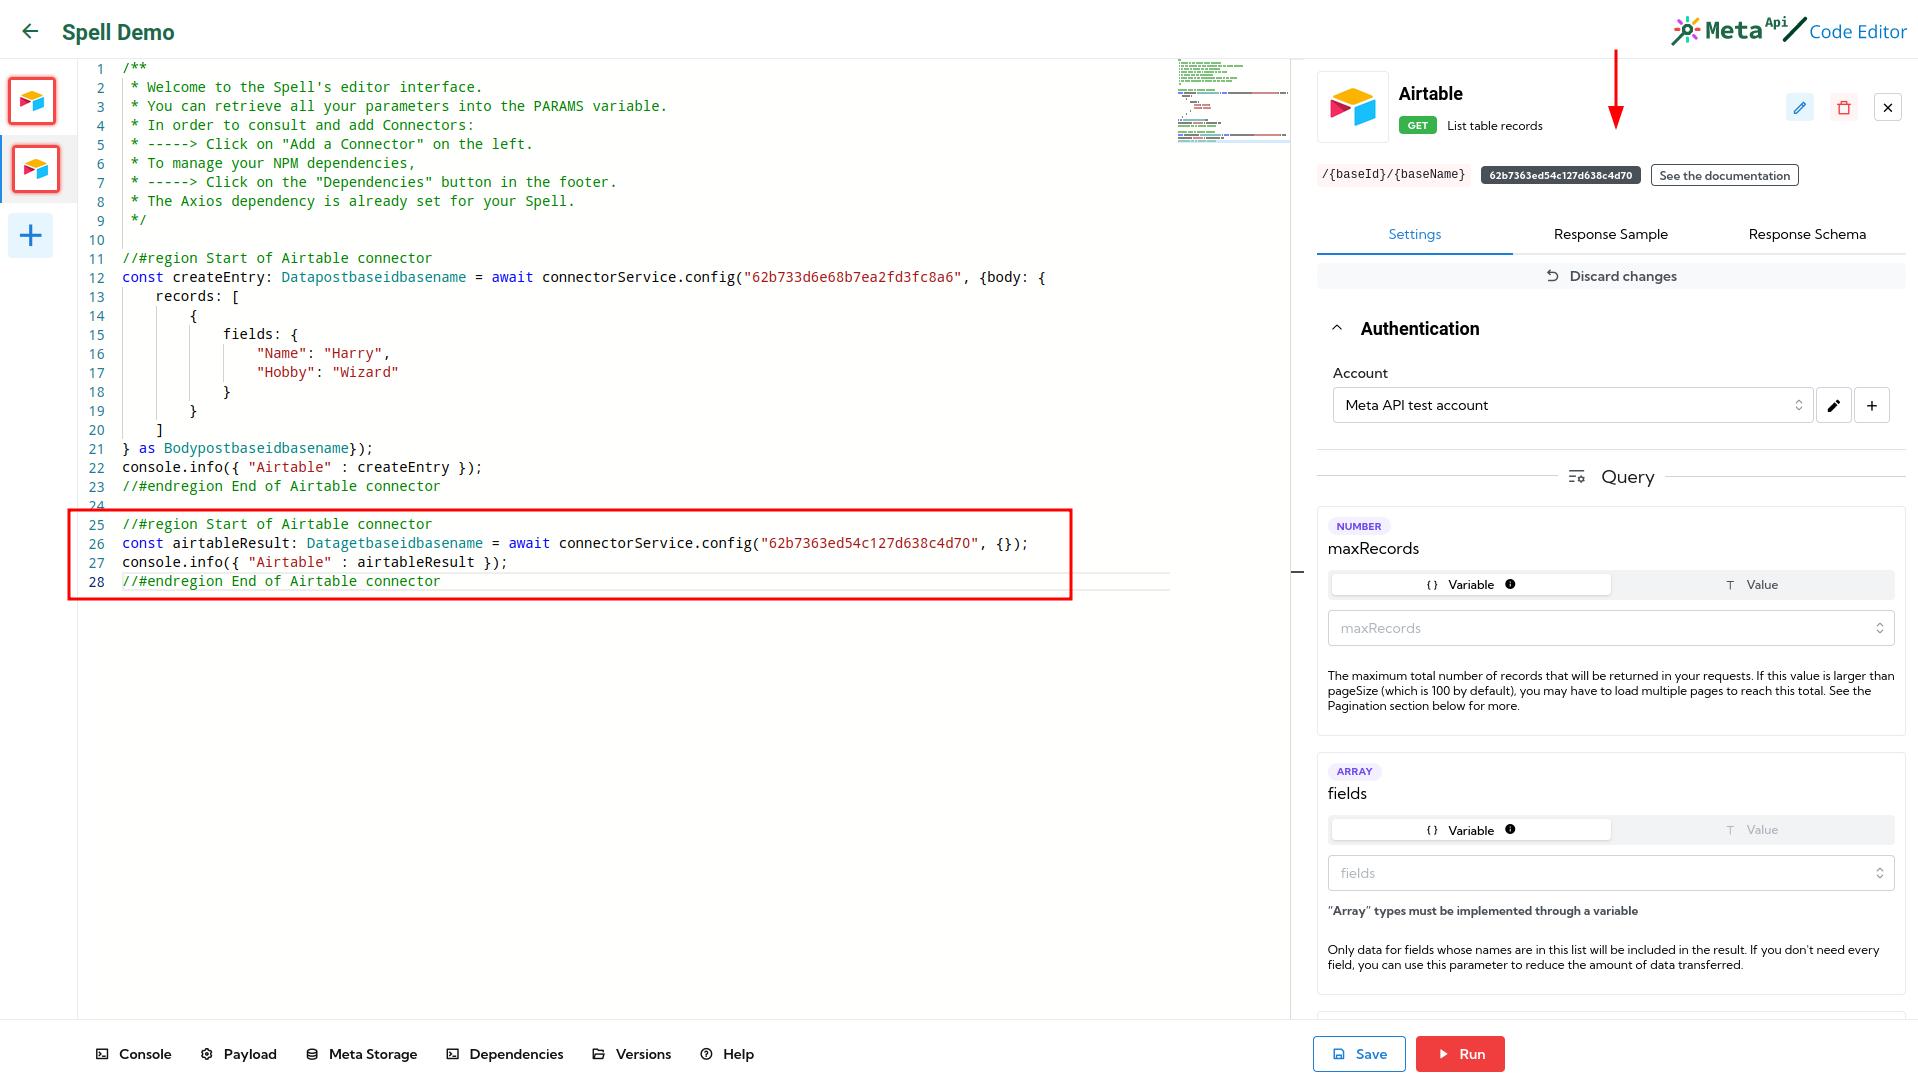 Spell Demo
Meta Api Code Editor
1 /**
2 * Welcome to the Spell's editor interface.
3 * You can retrieve all your parameters into the PARAMS variable.
4 * In order to consult and add Connectors:
5 * -----> Click on "Add a Connector" on the left.
6 * To manage your NPM dependencies,
7 * -----> Click on the "Dependencies" button in the footer.
8 * The Axios dependency is already set for your Spell.
9 */
10
11 //#region Start of Airtable connector
12 const createEntry: Datapostbaseidbasename = await connectorService.config("62b733d6e68b7ea2fd3fc8a6", {body: {
13 records: [
14 {
15 fields: {
16 "Name": "Harry",
17 "Hobby": "Wizard"
18 }
19 }
20 ]
21 } as Bodypostbaseidbasename});
22 console.info({ "Airtable" : createEntry });
23 //#endregion End of Airtable connector
24
25 //#region Start of Airtable connector
26 const airtableResult: Datagetbaseidbasename = await connectorService.config("62b7363ed54c127d638c4d70", {});
27 console.info({ "Airtable" : airtableResult });
28 //#endregion End of Airtable connector
Airtable
GET List table records
/{baseId}/{baseName} 62b7363ed54c127d638c4d70 See the documentation
Settings Response Sample Response Schema
Discard changes
Authentication
Account
Meta API test account
Query
NUMBER
maxRecords
{} Variable T Value
maxRecords
The maximum total number of records that will be returned in your requests. If this value is larger than
pageSize (which is 100 by default), you may have to load multiple pages to reach this total. See the
Pagination section below for more.
ARRAY
fields
{} Variable T Value
fields
"Array" types must be implemented through a variable
Only data for fields whose names are in this list will be included in the result. If you don't need every
field, you can use this parameter to reduce the amount of data transferred.
Console Payload Meta Storage Dependencies Versions Help Save Run